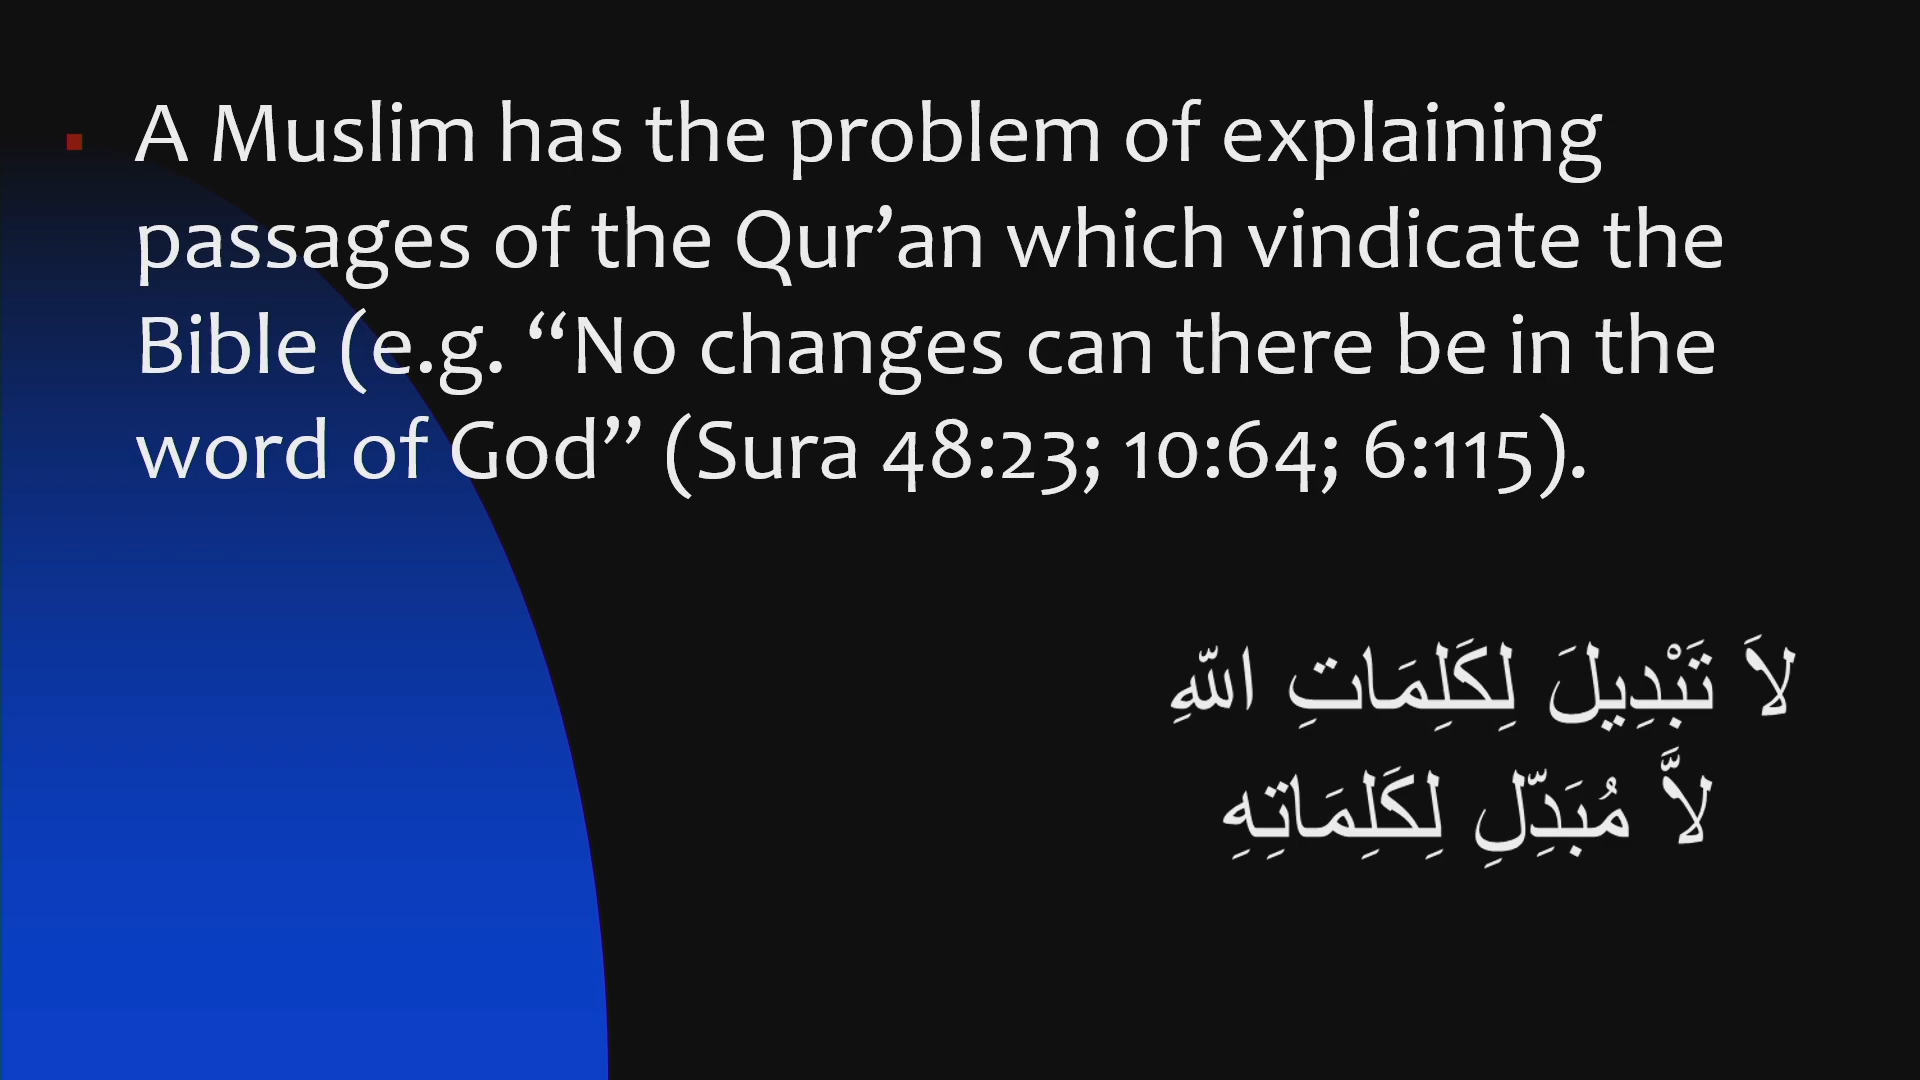 ▪ A Muslim has the problem of explaining
passages of the Qur’an which vindicate the
Bible (e.g. “No changes can there be in the
word of God” (Sura 48:23; 10:64; 6:115).
لاَ تَبْدِيلَ لِكَلِمَاتِ اللّهِ
لاَّ مُبَدِّلِ لِكَلِمَاتِهِ